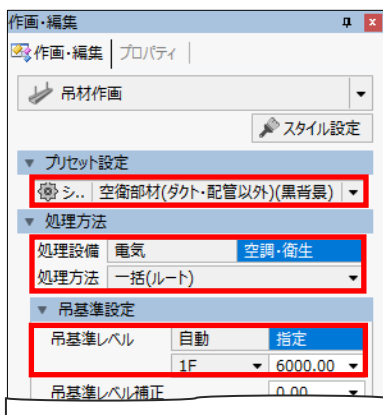 作画・編集
作画・編集 プロパティ
吊材作画
スタイル設定
プリセット設定
シ.. 空衛部材(ダクト・配管以外)(黒背景)
処理方法
処理設備 電気 空調・衛生
処理方法 一括(ルート)
吊基準設定
吊基準レベル 自動 指定
1F 6000.00
吊基準レベル補正 0.00